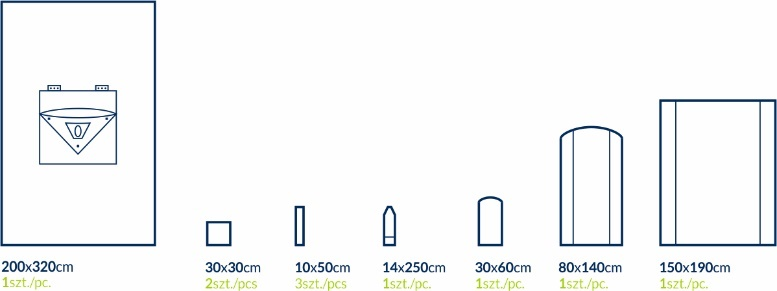 200x320cm
1szt./pc.
30x30cm
2szt./pcs
10x50cm
3szt./pcs
14x250cm
1szt./pc.
30x60cm
1szt./pc.
80x140cm
1szt./pc.
150x190cm
1szt./pc.